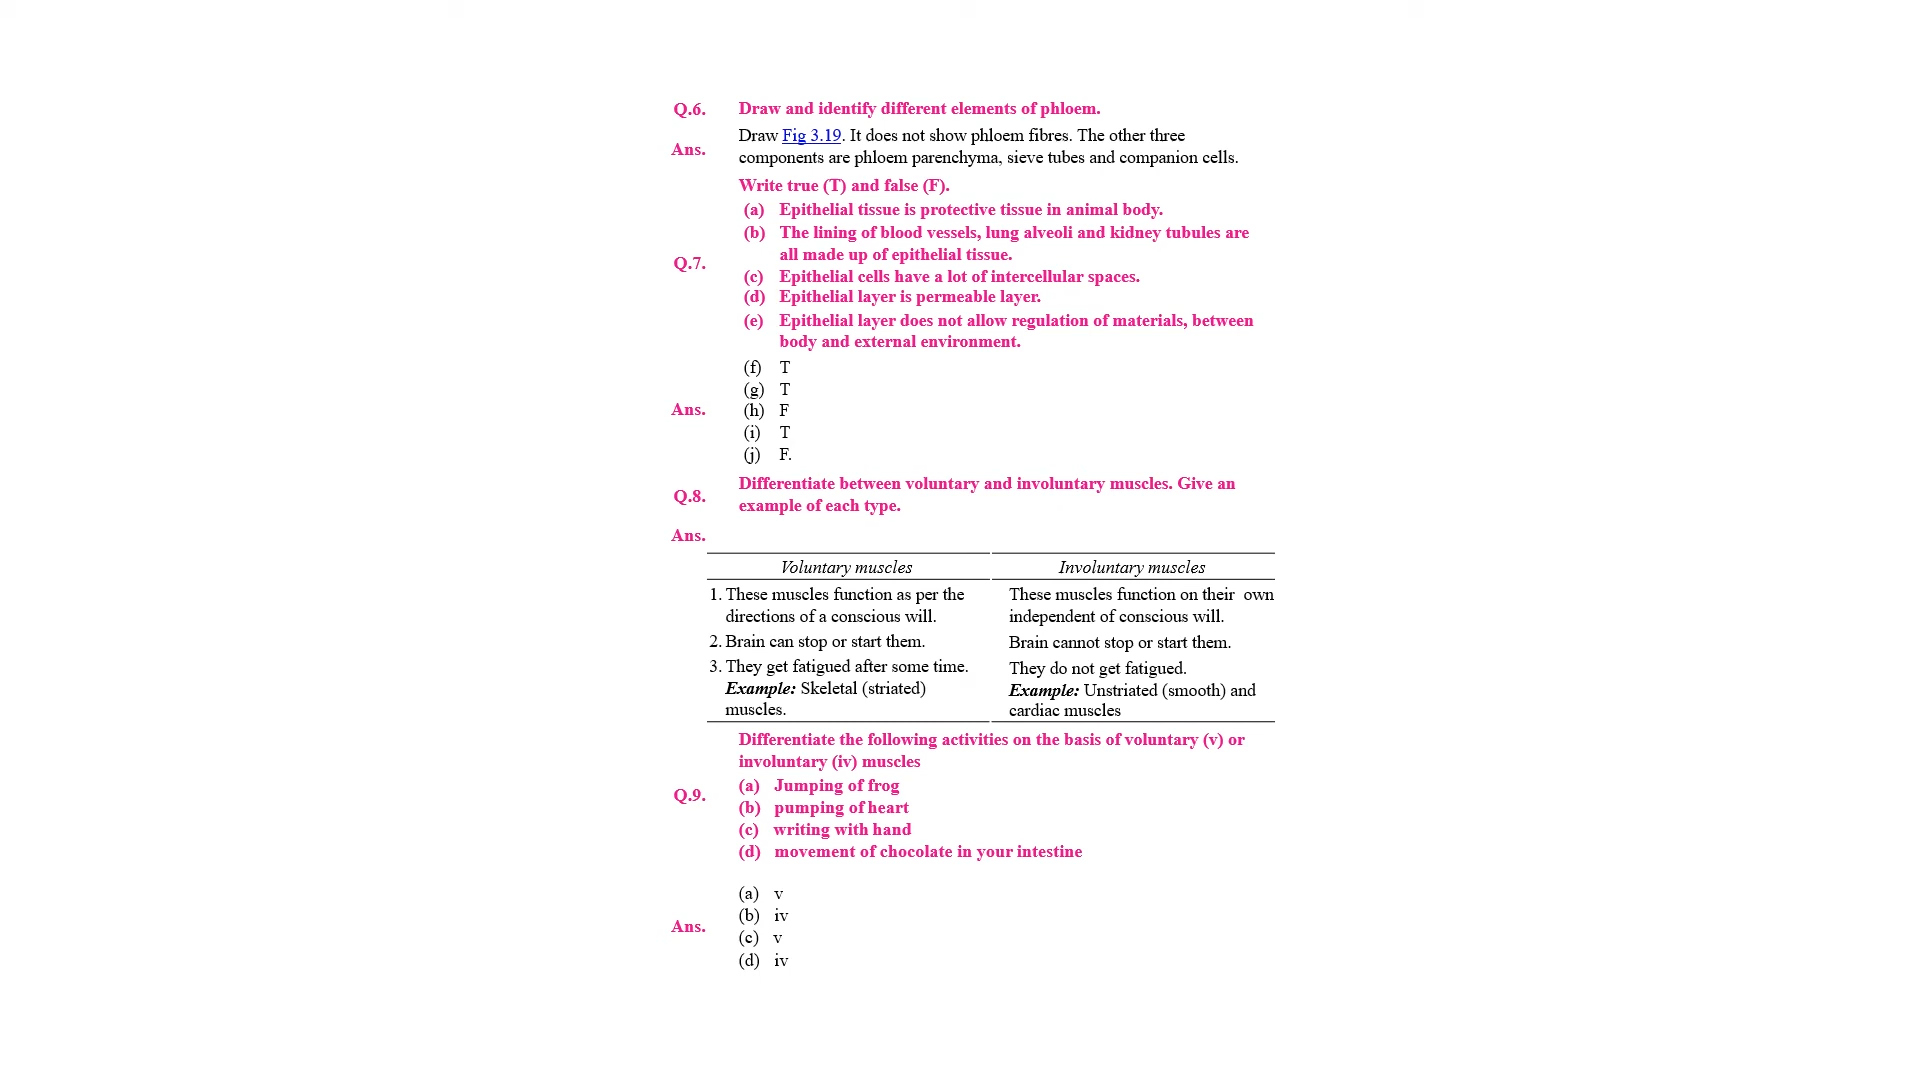 Q.6. Draw and identify different elements of phloem.
Ans. Draw Fig 3.19. It does not show phloem fibres. The other three
components are phloem parenchyma, sieve tubes and companion cells.
Q.7. Write true (T) and false (F).
(a) Epithelial tissue is protective tissue in animal body.
(b) The lining of blood vessels, lung alveoli and kidney tubules are
all made up of epithelial tissue.
(c) Epithelial cells have a lot of intercellular spaces.
(d) Epithelial layer is permeable layer.
(e) Epithelial layer does not allow regulation of materials, between
body and external environment.
Ans. (f) T
(g) T
(h) F
(i) T
(j) F.
Q.8. Differentiate between voluntary and involuntary muscles. Give an
example of each type.
Ans.
Voluntary muscles Involuntary muscles
1. These muscles function as per the These muscles function on their own
directions of a conscious will. independent of conscious will.
2. Brain can stop or start them. Brain cannot stop or start them.
3. They get fatigued after some time. They do not get fatigued.
Example: Skeletal (striated) Example: Unstriated (smooth) and
muscles. cardiac muscles
Q.9. Differentiate the following activities on the basis of voluntary (v) or
involuntary (iv) muscles
(a) Jumping of frog
(b) pumping of heart
(c) writing with hand
(d) movement of chocolate in your intestine
Ans. (a) v
(b) iv
(c) v
(d) iv